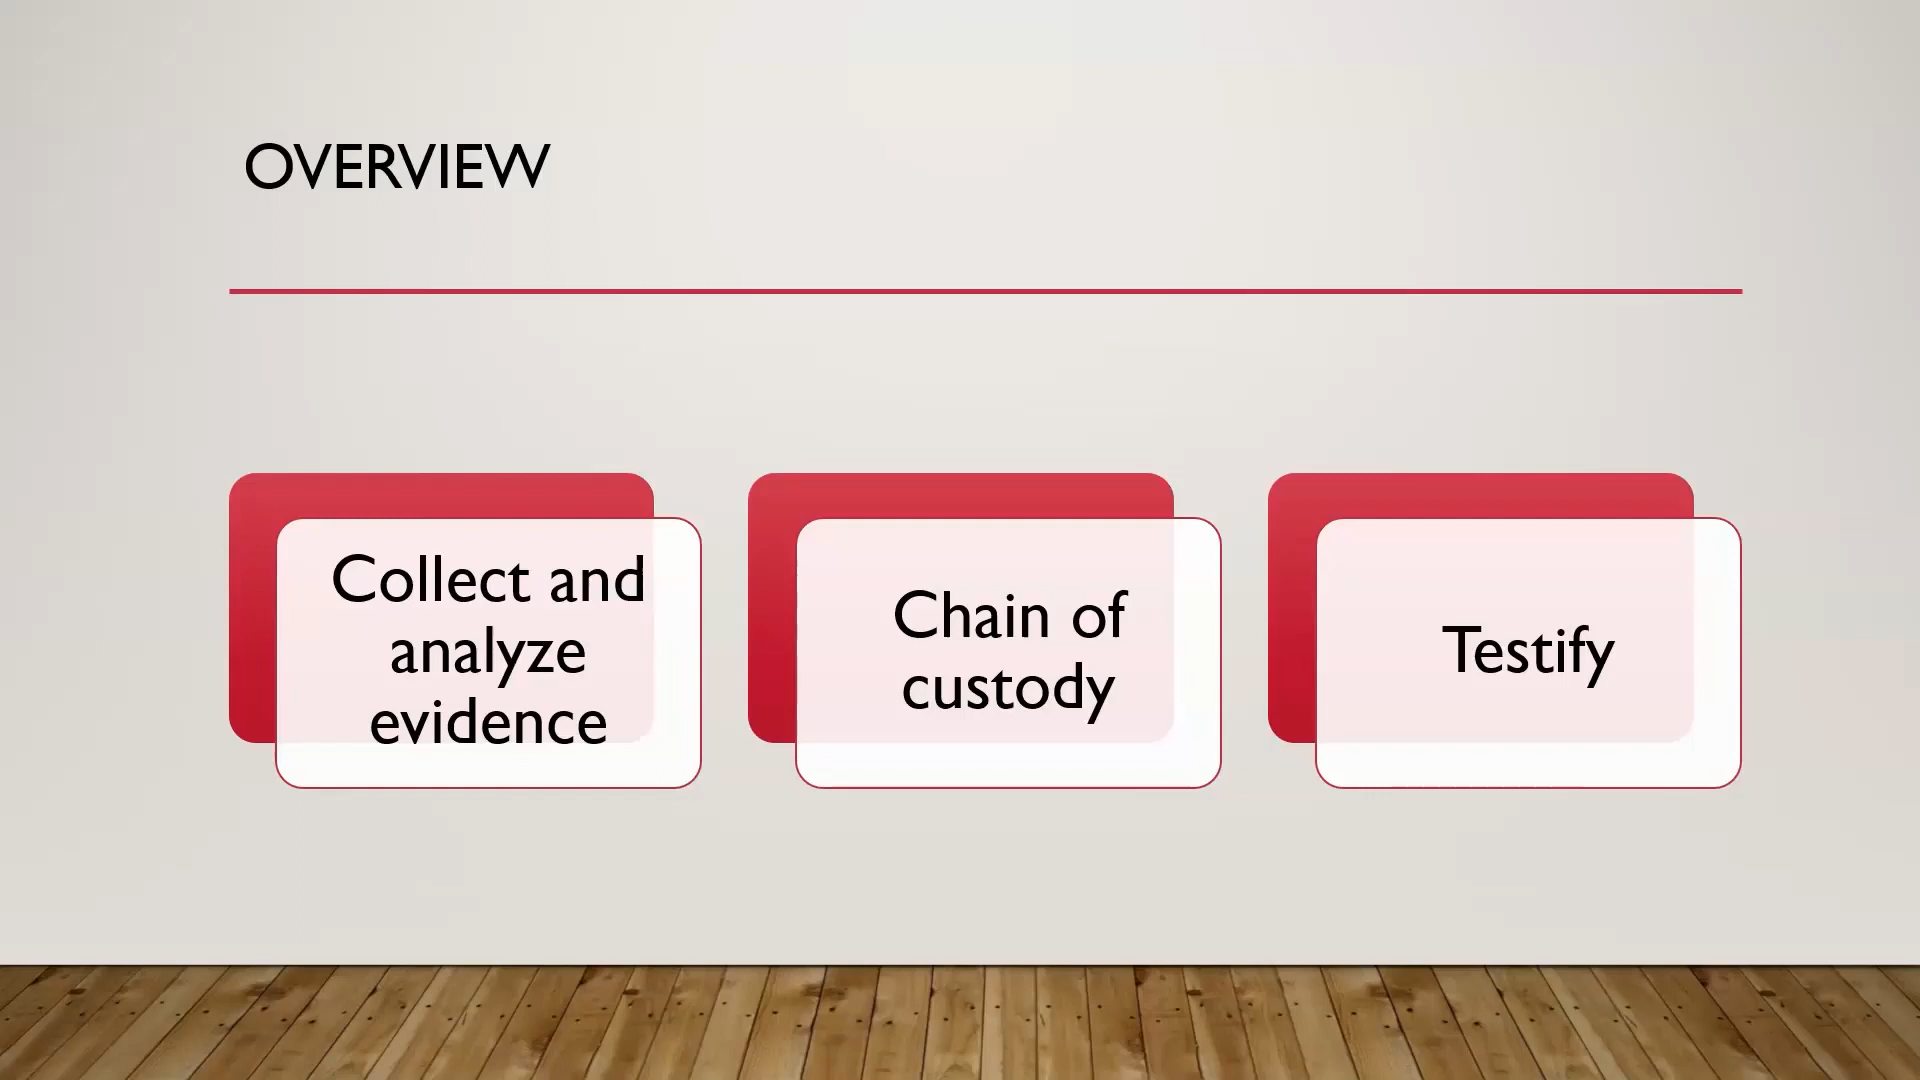 OVERVIEW
Collect and
analyze
evidence
Chain of
custody
Testify